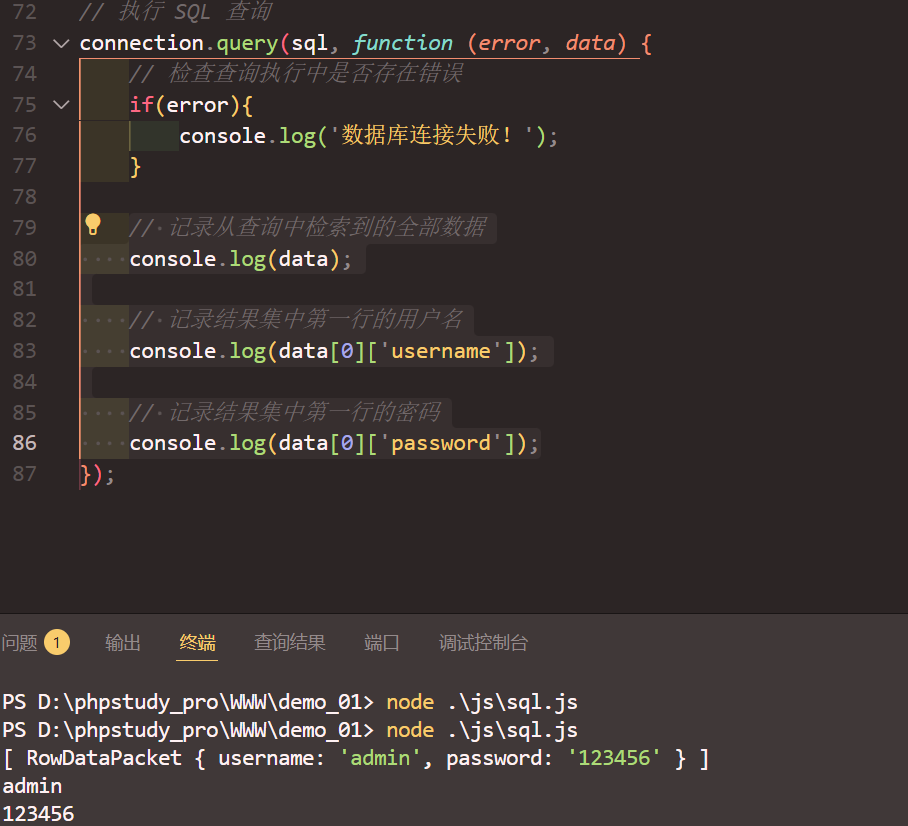 72 // 执行 SQL 查询
73 connection.query(sql, function (error, data) {
74 // 检查查询执行中是否存在错误
75 if(error){
76 console.log('数据库连接失败！');
77 }
78
79 // 记录从查询中检索到的全部数据
80 console.log(data);
81
82 // 记录结果集中第一行的用户名
83 console.log(data[0]['username']);
84
85 // 记录结果集中第一行的密码
86 console.log(data[0]['password']);
87 });
问题 1 输出 终端 查询结果 端口 调试控制台
PS D:\phpstudy_pro\WWW\demo_01> node .\js\sql.js
PS D:\phpstudy_pro\WWW\demo_01> node .\js\sql.js
[ RowDataPacket { username: 'admin', password: '123456' } ]
admin
123456